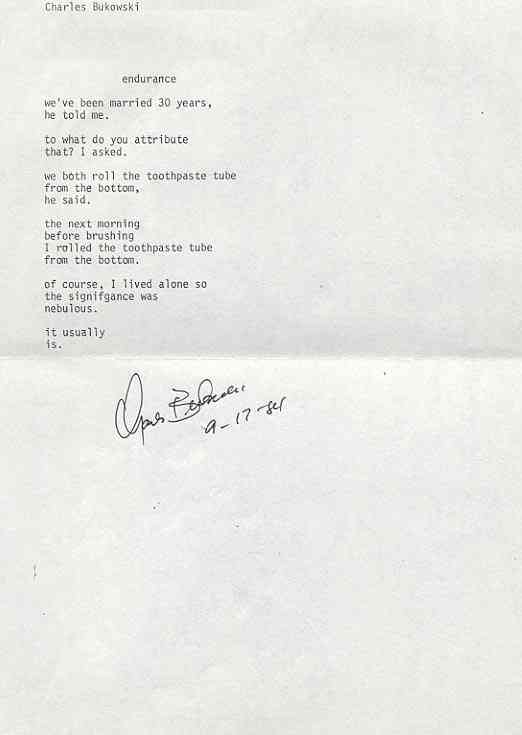 Charles Bukowski
endurance
we've been married 30 years,
he told me.
to what do you attribute
that? I asked.
we both roll the toothpaste tube
from the bottom,
he said.
the next morning
before brushing
I rolled the toothpaste tube
from the bottom.
of course, I lived alone so
the signifgance was
nebulous.
it usually
is.
Charles Bukowski
9-17-84